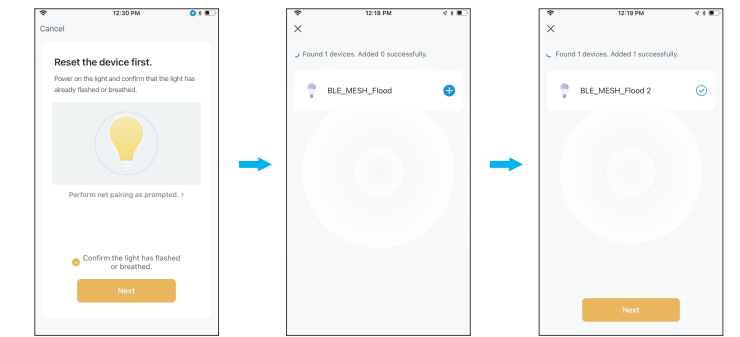 12:30 PM
Cancel
Reset the device first.
Power on the light and confirm that the light has
already flashed or breathed.
Perform net pairing as prompted. >
Confirm the light has flashed
or breathed.
Next
12:18 PM
Found 1 devices. Added 0 successfully.
BLE_MESH_Flood
12:19 PM
Found 1 devices. Added 1 successfully.
BLE_MESH_Flood 2
Next